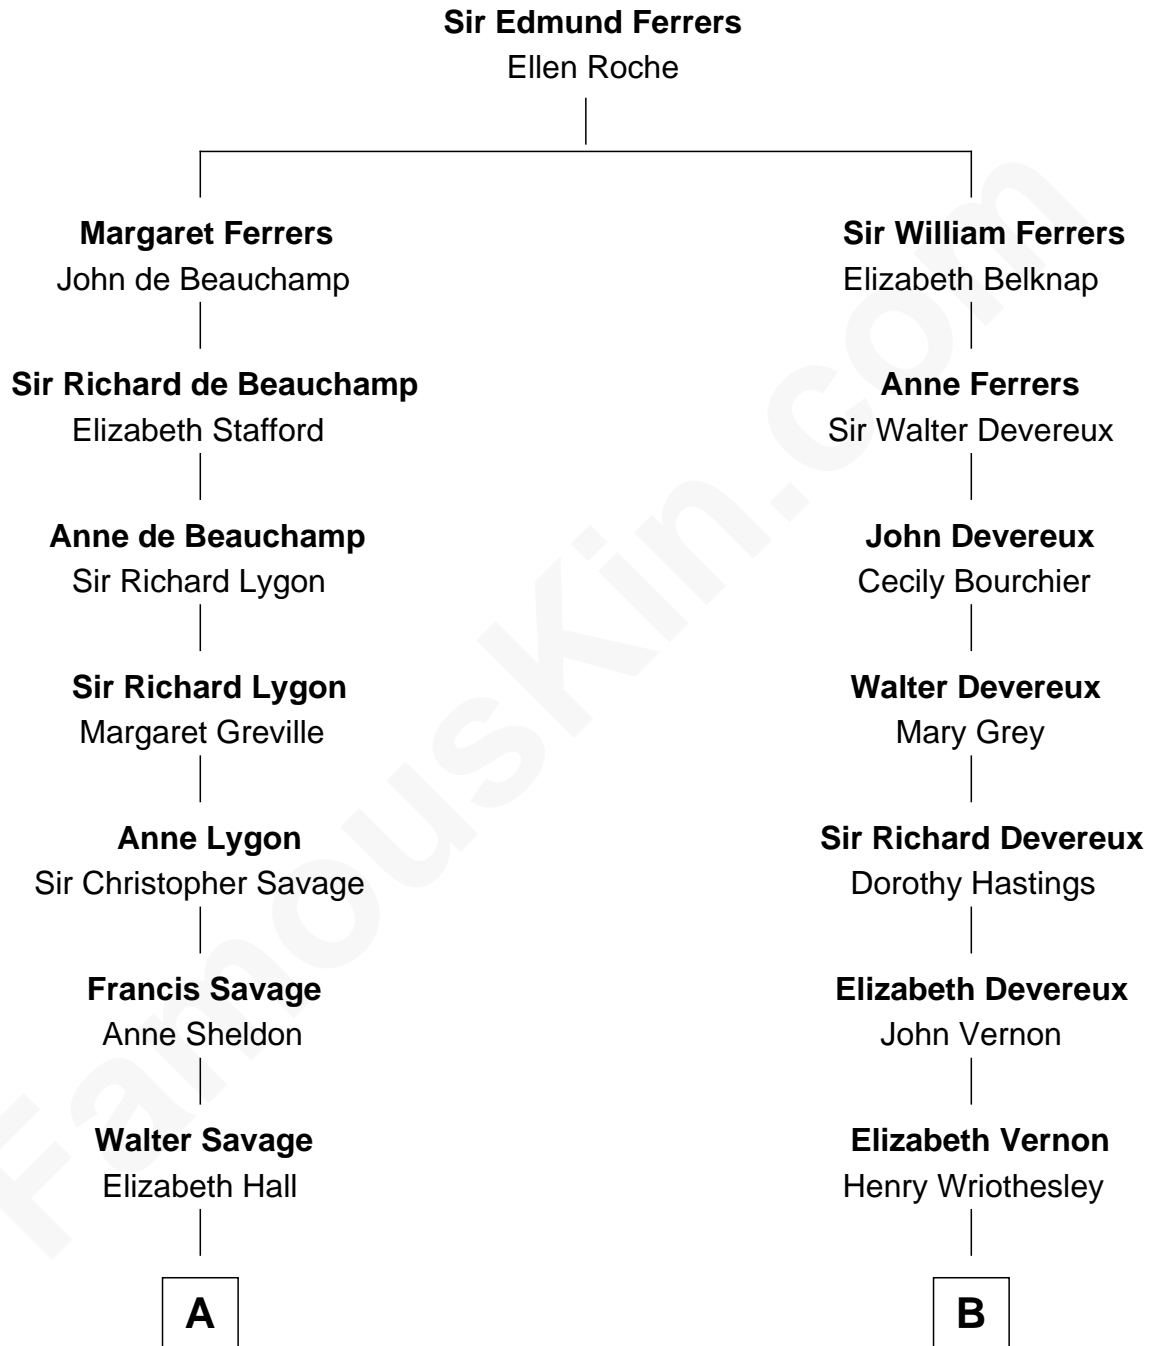 Sir Edmund Ferrers
Ellen Roche
Margaret Ferrers
John de Beauchamp
Sir William Ferrers
Elizabeth Belknap
Sir Richard de Beauchamp
Elizabeth Stafford
Anne Ferrers
Sir Walter Devereux
Anne de Beauchamp
Sir Richard Lygon
John Devereux
Cecily Bourchier
Sir Richard Lygon
Margaret Greville
Walter Devereux
Mary Grey
Anne Lygon
Sir Christopher Savage
Sir Richard Devereux
Dorothy Hastings
Francis Savage
Anne Sheldon
Elizabeth Devereux
John Vernon
Walter Savage
Elizabeth Hall
Elizabeth Vernon
Henry Wriothesley
A
B
FamousKin.com